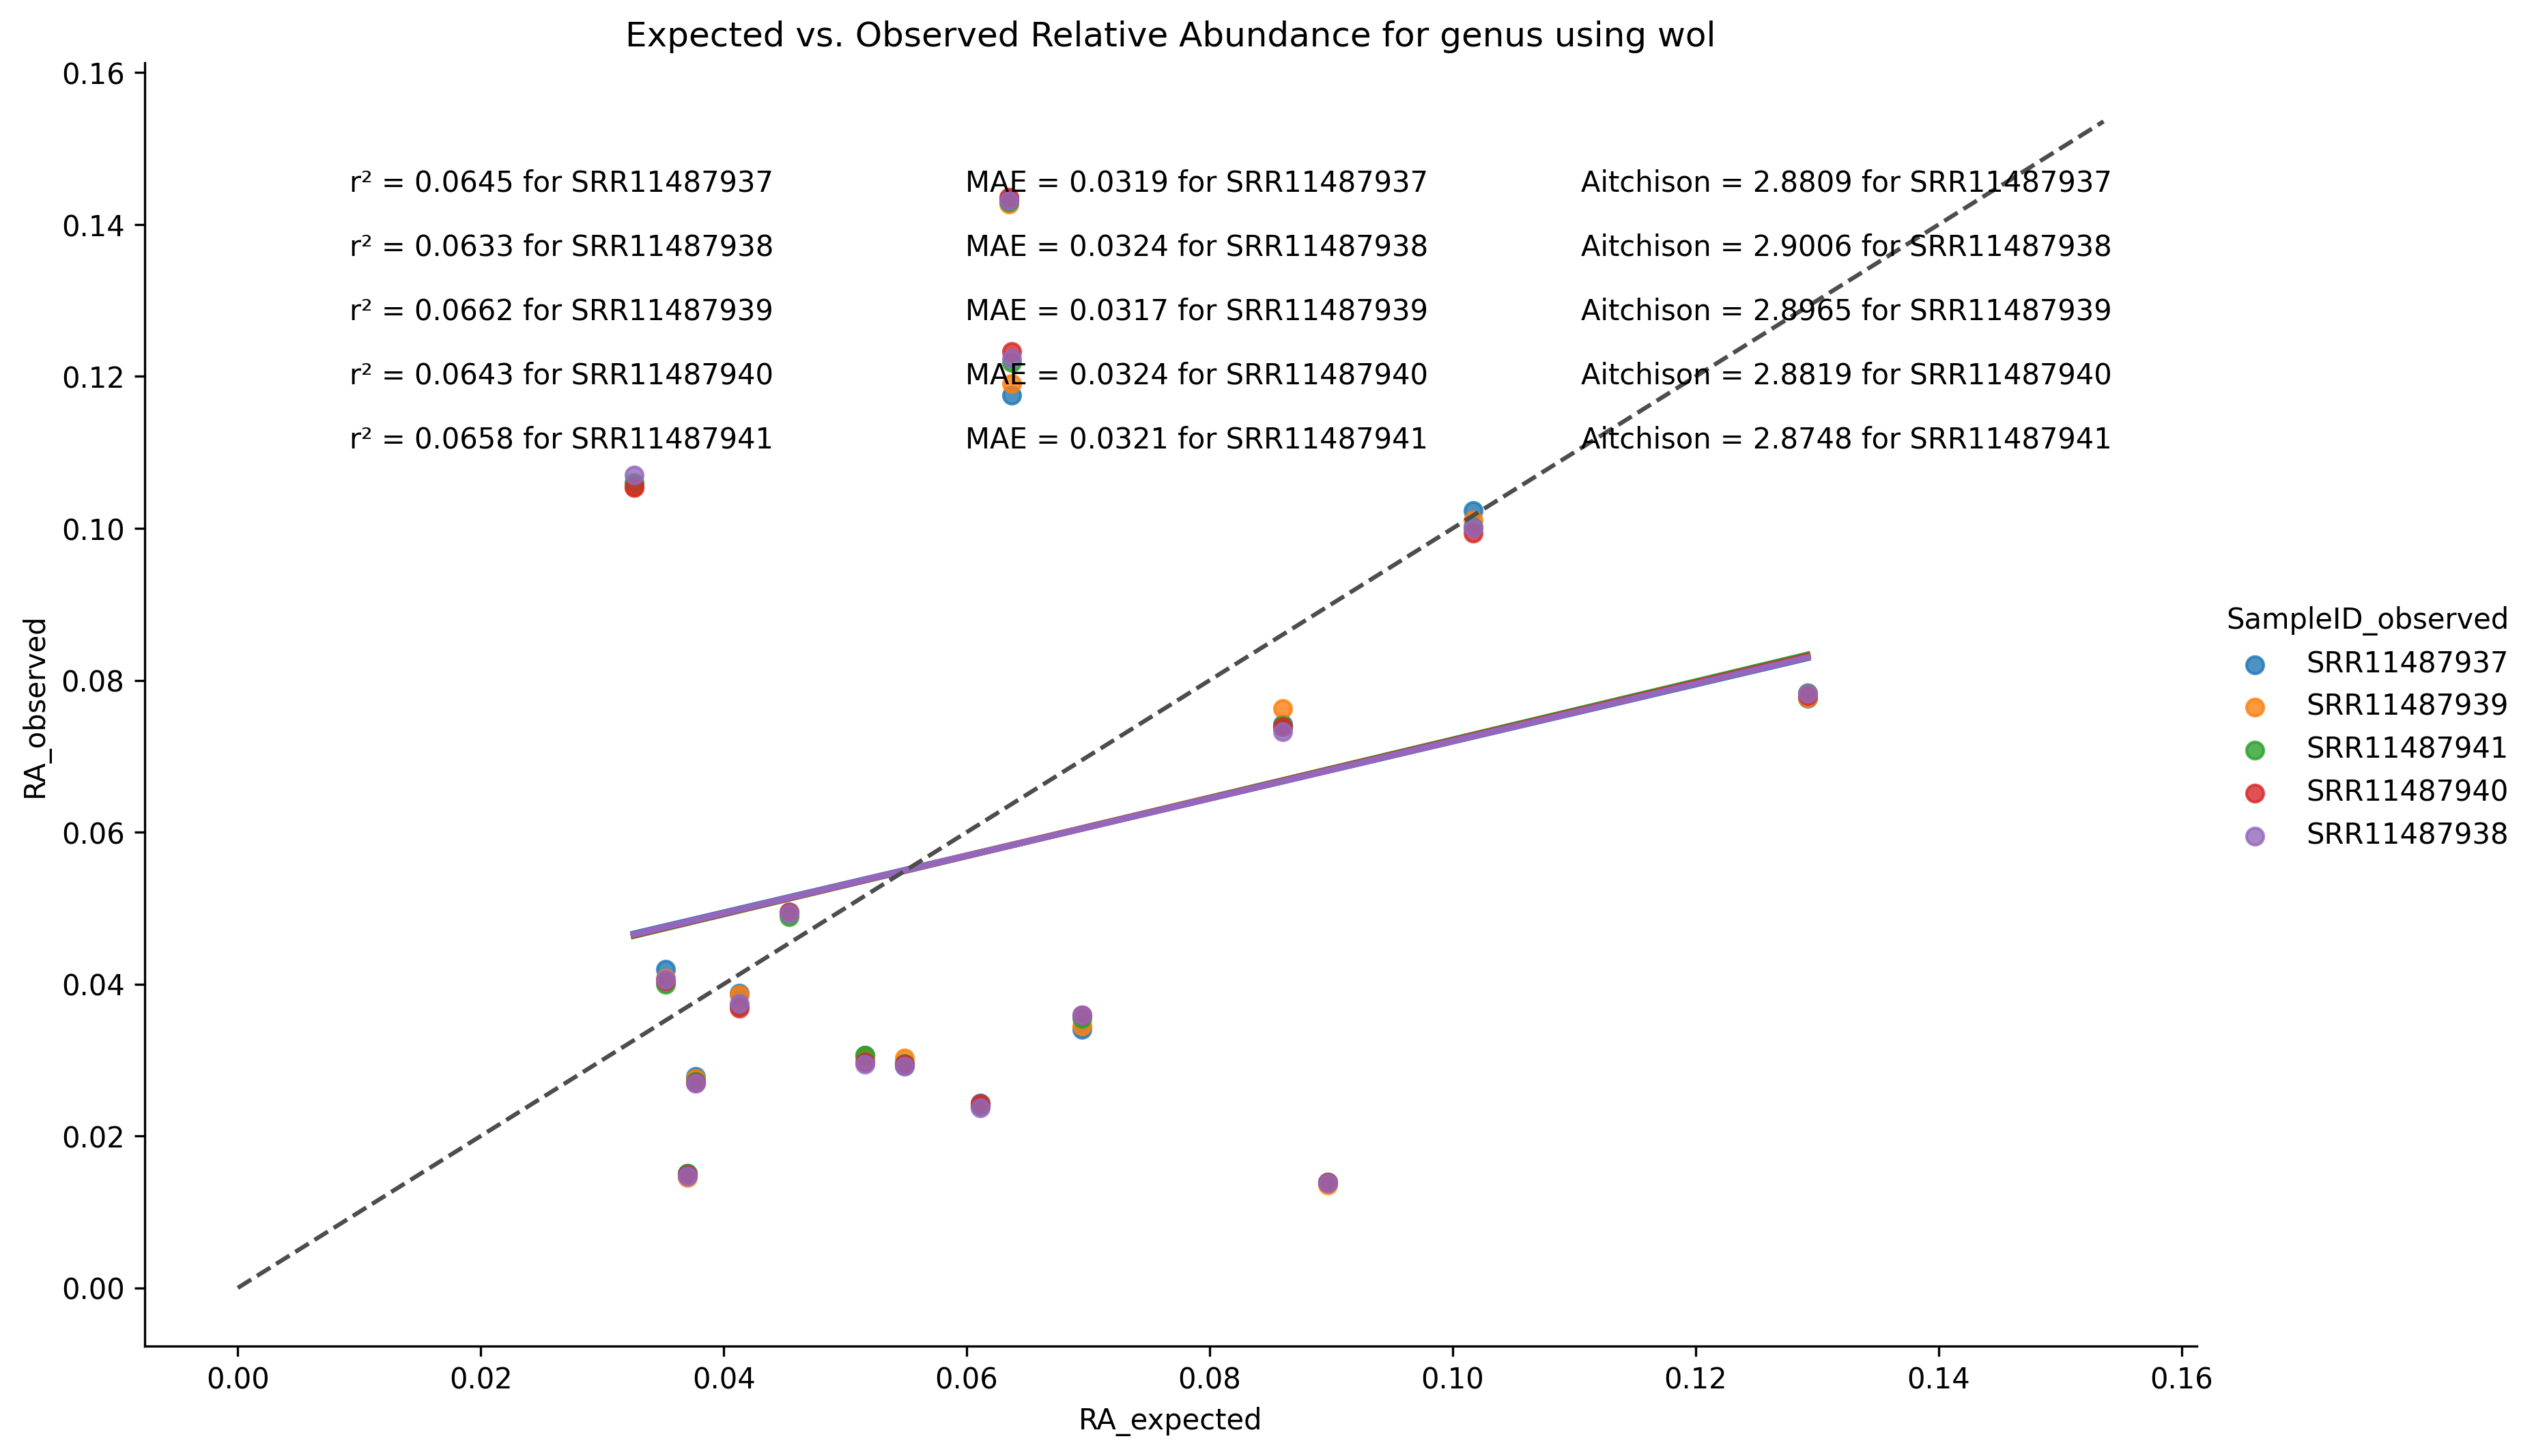 Expected vs. Observed Relative Abundance for genus using wol
0.16
0.14
0.12
0.10
0.08
0.06
0.04
0.02
0.00
RA_observed
r² = 0.0645 for SRR11487937
MAE = 0.0319 for SRR11487937
Aitchison = 2.8809 for SRR11487937
r² = 0.0633 for SRR11487938
MAE = 0.0324 for SRR11487938
Aitchison = 2.9006 for SRR11487938
r² = 0.0662 for SRR11487939
MAE = 0.0317 for SRR11487939
Aitchison = 2.8965 for SRR11487939
r² = 0.0643 for SRR11487940
MAE = 0.0324 for SRR11487940
Aitchison = 2.8819 for SRR11487940
r² = 0.0658 for SRR11487941
MAE = 0.0321 for SRR11487941
Aitchison = 2.8748 for SRR11487941
SampleID_observed
SRR11487937
SRR11487939
SRR11487941
SRR11487940
SRR11487938
0.00 0.02 0.04 0.06 0.08 0.10 0.12 0.14 0.16
RA_expected